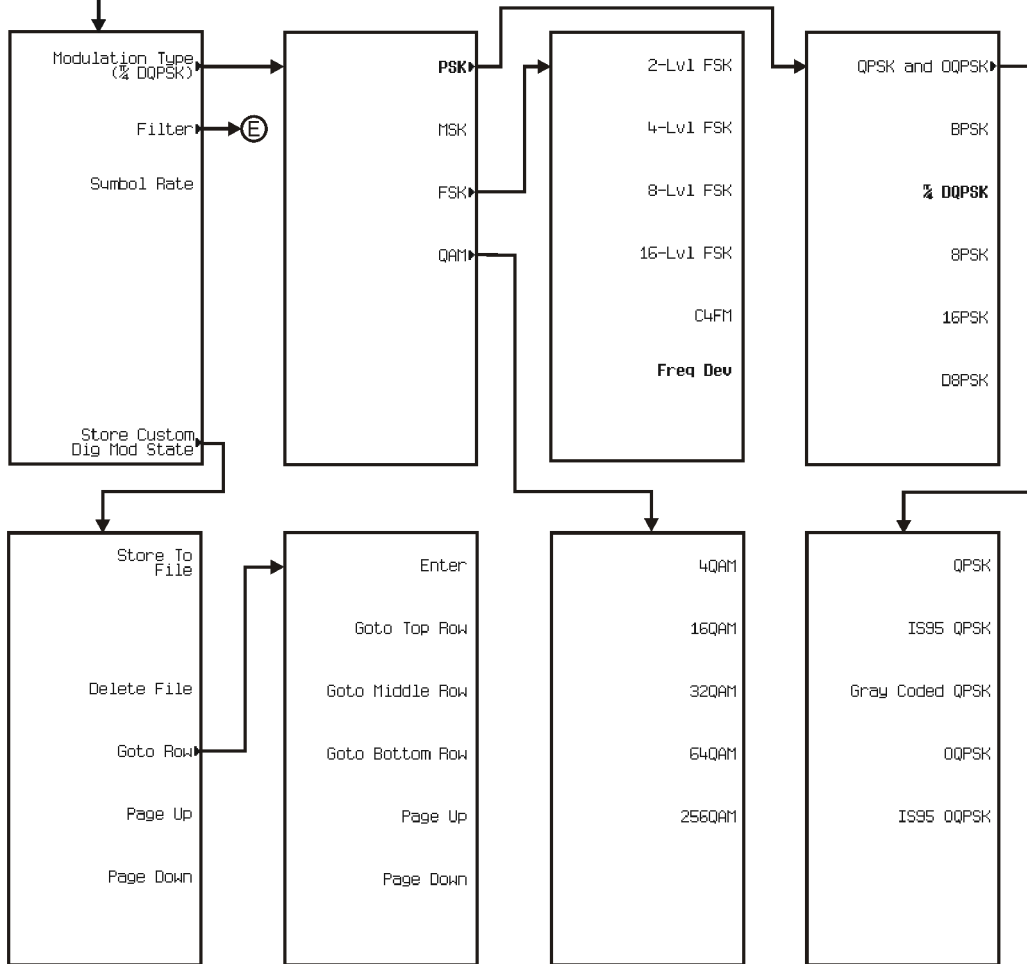 Modulation Type
(π/4 DQPSK)
Filter
E
Symbol Rate
Store Custom
Dig Mod State
PSK
MSK
FSK
QAM
2-Lvl FSK
4-Lvl FSK
8-Lvl FSK
16-Lvl FSK
C4FM
Freq Dev
QPSK and OQPSK
BPSK
π/4 DQPSK
8PSK
16PSK
D8PSK
Store To
File
Delete File
Goto Row
Page Up
Page Down
Enter
Goto Top Row
Goto Middle Row
Goto Bottom Row
Page Up
Page Down
4QAM
16QAM
32QAM
64QAM
256QAM
QPSK
IS95 QPSK
Gray Coded QPSK
OQPSK
IS95 OQPSK